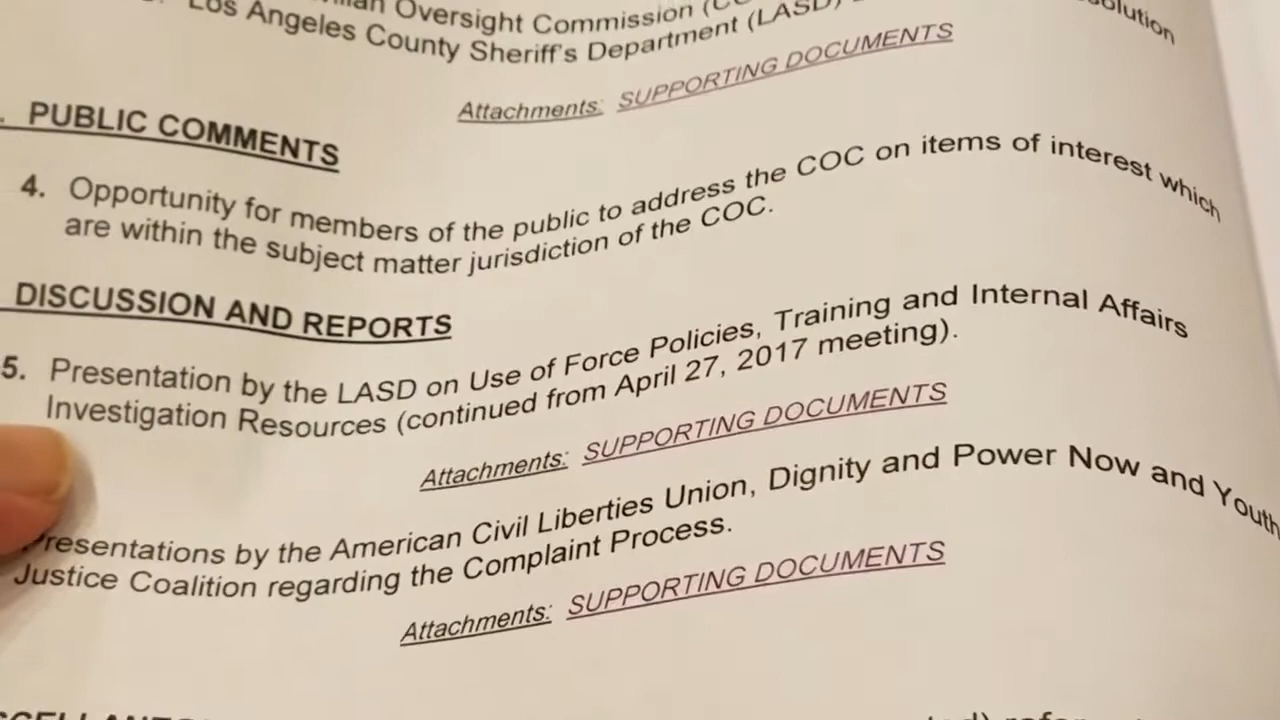 Oversight Commission
Los Angeles County Sheriff's Department (LASD)
Attachments: SUPPORTING DOCUMENTS
PUBLIC COMMENTS
4. Opportunity for members of the public to address the COC on items of interest which
are within the subject matter jurisdiction of the COC.
DISCUSSION AND REPORTS
5. Presentation by the LASD on Use of Force Policies, Training and Internal Affairs
Investigation Resources (continued from April 27, 2017 meeting).
Attachments: SUPPORTING DOCUMENTS
Presentations by the American Civil Liberties Union, Dignity and Power Now and Youth
Justice Coalition regarding the Complaint Process.
Attachments: SUPPORTING DOCUMENTS